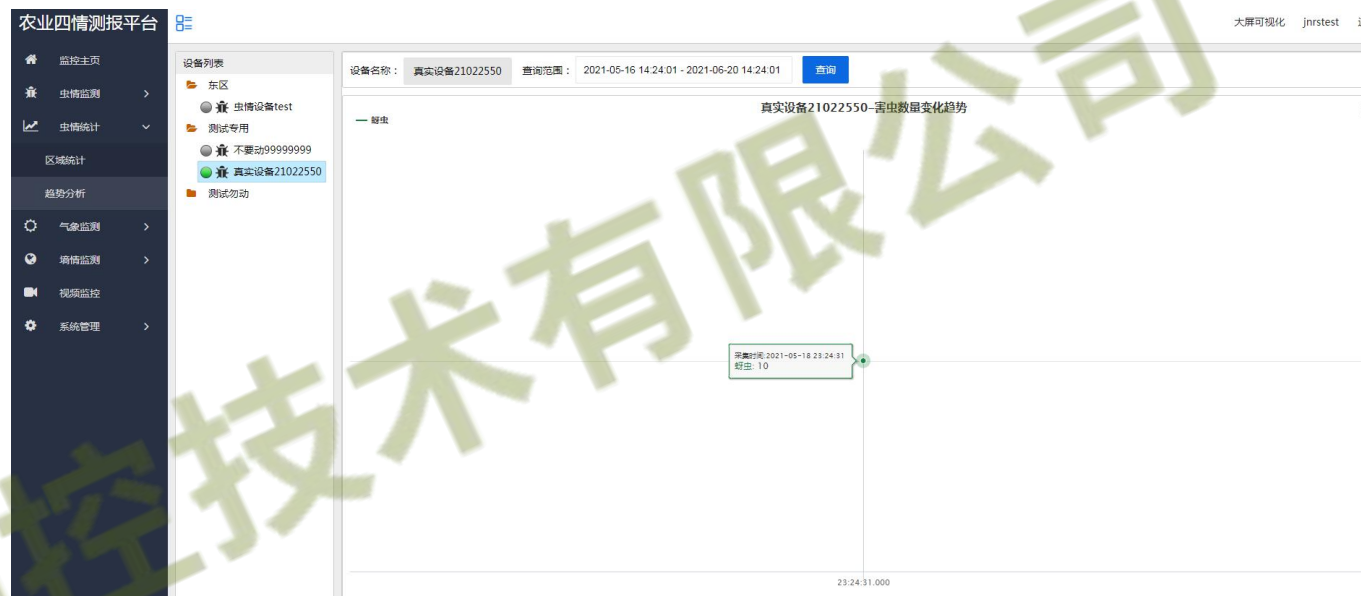 农业四情测报平台
大屏可视化 jnrstest
监控主页
虫情监测
虫情统计
区域统计
趋势分析
气象监测
墒情监测
视频监控
系统管理
设备列表
东区
虫情设备test
测试专用
不要动99999999
真实设备21022550
测试勿动
设备名称： 真实设备21022550 查询范围： 2021-05-16 14:24:01 - 2021-06-20 14:24:01 查询
真实设备21022550-害虫数量变化趋势
蚜虫
采集时间:2021-05-18 23:24:31
蚜虫: 10
23:24:31.000
控技术有限公司